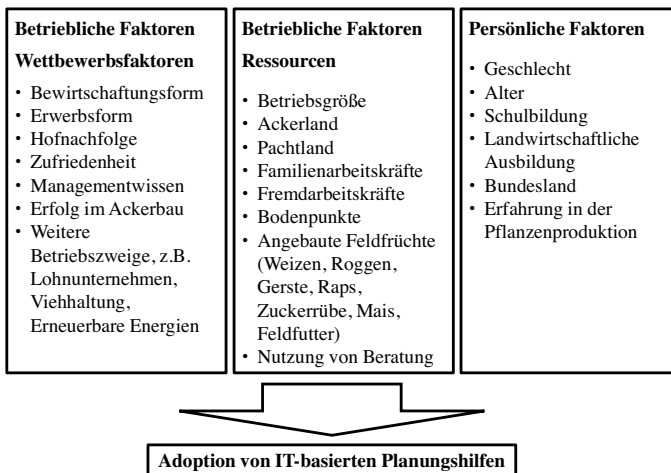 Betriebliche Faktoren
Wettbewerbsfaktoren
• Bewirtschaftungsform
• Erwerbsform
• Hofnachfolge
• Zufriedenheit
• Managementwissen
• Erfolg im Ackerbau
• Weitere
Betriebszweige, z.B.
Lohnunternehmen,
Viehhaltung,
Erneuerbare Energien
Betriebliche Faktoren
Ressourcen
• Betriebsgröße
• Ackerland
• Pachtland
• Familienarbeitskräfte
• Fremdarbeitskräfte
• Bodenpunkte
• Angebaute Feldfrüchte
(Weizen, Roggen,
Gerste, Raps,
Zuckerrübe, Mais,
Feldfutter)
• Nutzung von Beratung
Persönliche Faktoren
• Geschlecht
• Alter
• Schulbildung
• Landwirtschaftliche
Ausbildung
• Bundesland
• Erfahrung in der
Pflanzenproduktion
Adoption von IT-basierten Planungshilfen